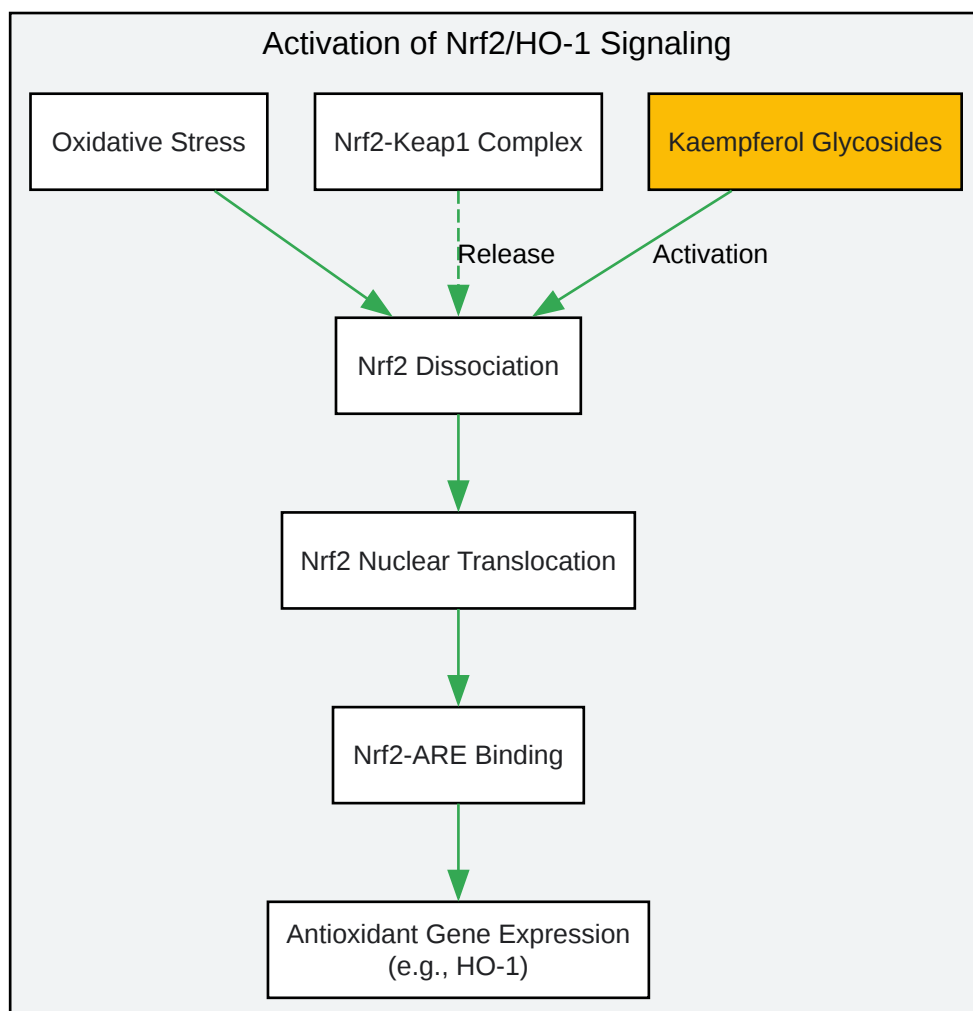 Activation of Nrf2/HO-1 Signaling
Oxidative Stress
Nrf2-Keap1 Complex
Kaempferol Glycosides
Release
Activation
Nrf2 Dissociation
Nrf2 Nuclear Translocation
Nrf2-ARE Binding
Antioxidant Gene Expression
(e.g., HO-1)